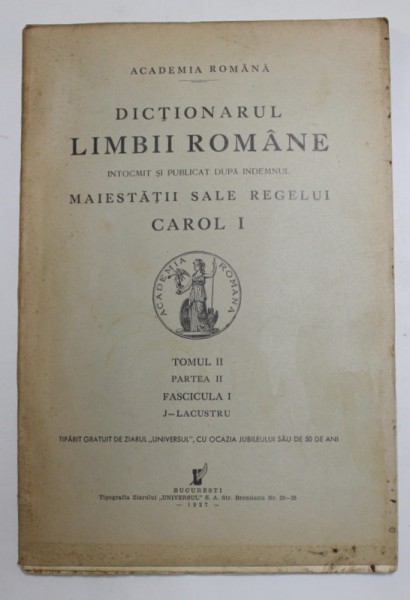 ACADEMIA ROMÂNĂ
DICȚIONARUL
LIMBII ROMÂNE
INTOCMIT ȘI PUBLICAT DUPĂ INDEMNUL
MAIESTĂȚII SALE REGELUI
CAROL I
ACADEMIA ROMANA
TOMUL II
PARTEA II
FASCICULA I
J—LACUSTRU
TIPĂRIT GRATUIT DE ZIARUL „UNIVERSUL”, CU OCAZIA JUBILEULUI SĂU DE 50 DE ANI
BUCUREȘTI
Tipografia Ziarului „UNIVERSUL” S. A. Str. Brezoianu Nr. 23—25
— 1937 —